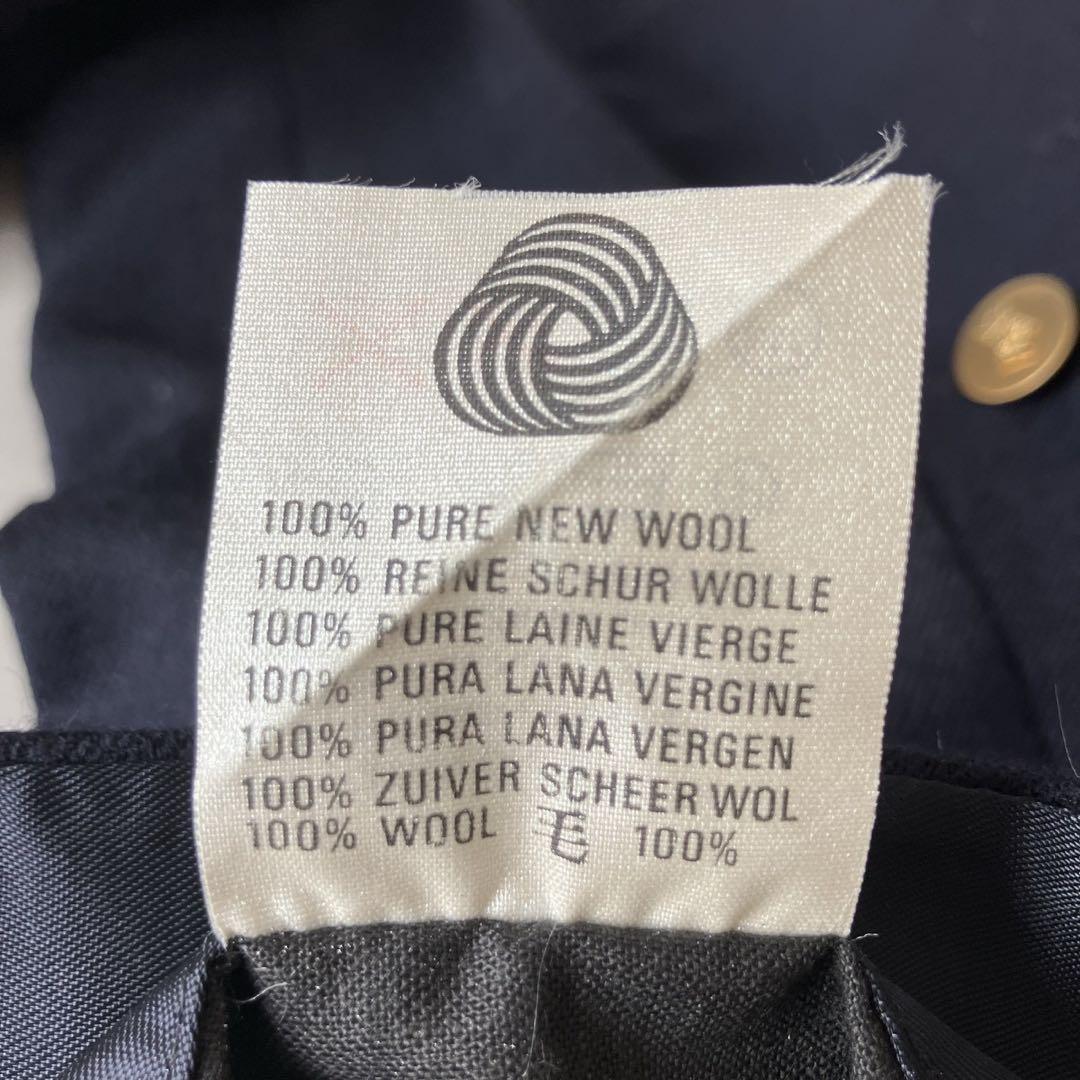 100% PURE NEW WOOL
100% REINE SCHUR WOLLE
100% PURE LAINE VIERGE
100% PURA LANA VERGINE
100% PURA LANA VERGEN
100% ZUIVER SCHEER WOL
100% WOOL 毛 100%